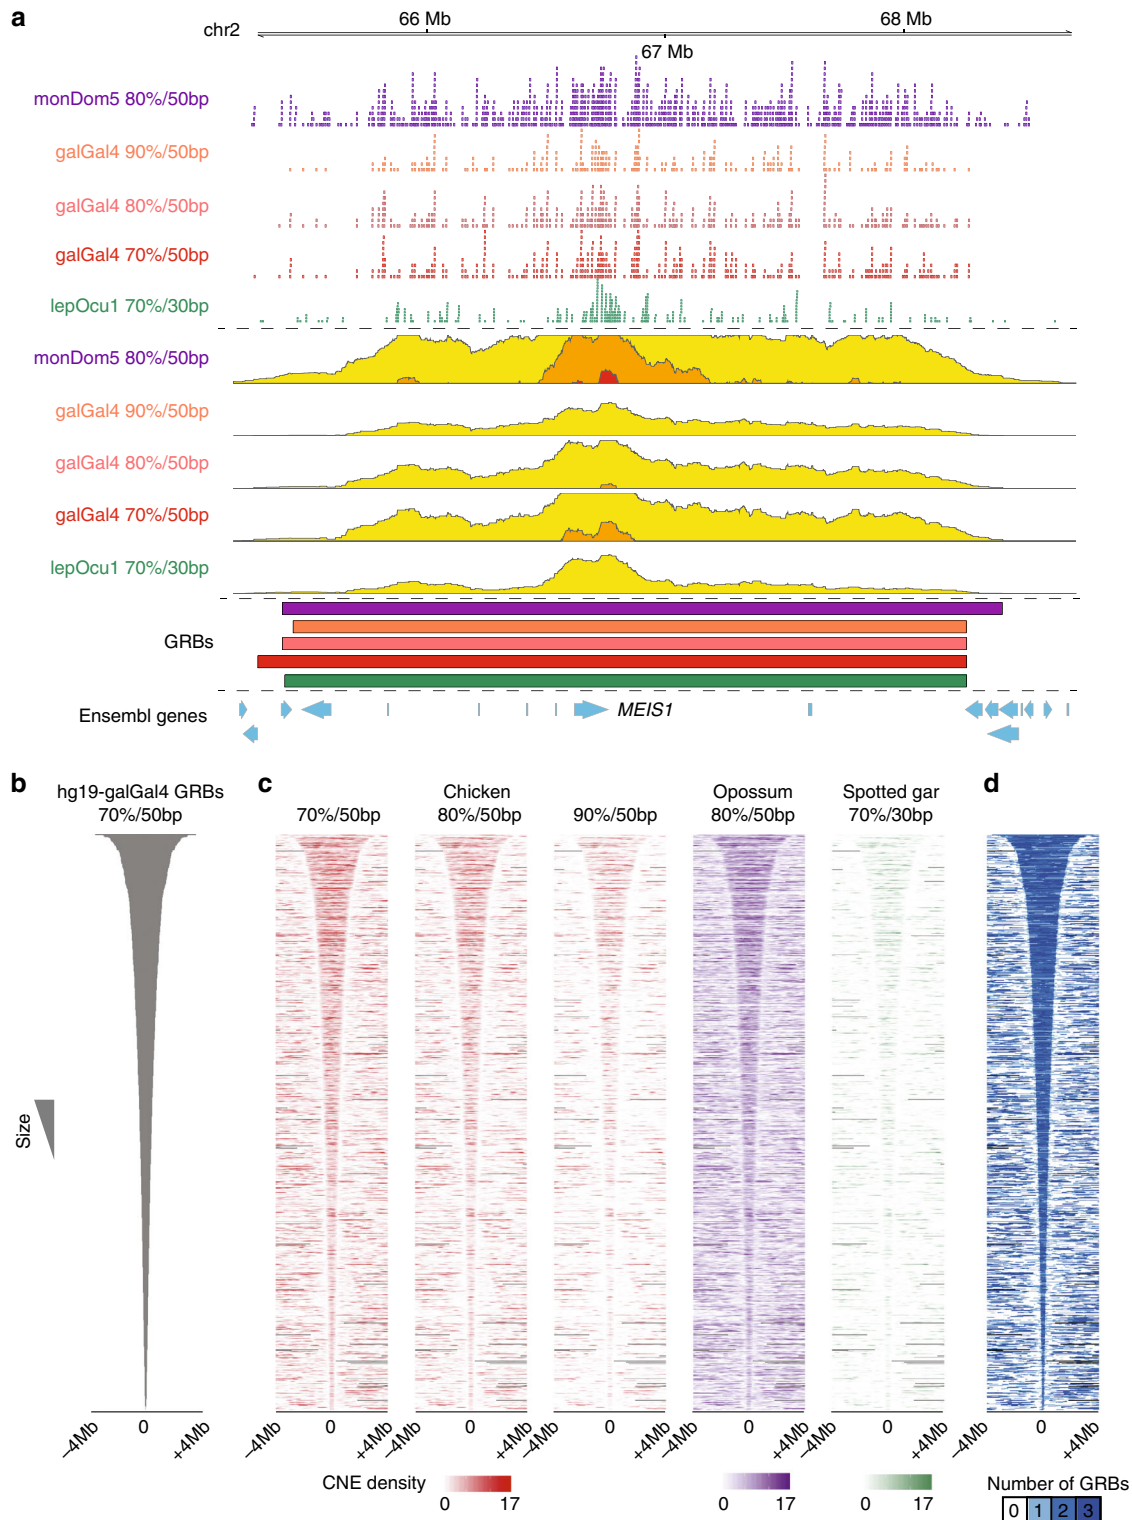 a
66 Mb
68 Mb
chr2
67 Mb
monDom5 80%/50bp
galGal4 90%/50bp
galGal4 80%/50bp
galGal4 70%/50bp
lepOcu1 70%/30bp
monDom5 80%/50bp
galGal4 90%/50bp
galGal4 80%/50bp
galGal4 70%/50bp
lepOcu1 70%/30bp
GRBs
Ensembl genes
MEIS1
b
hg19-galGal4 GRBs
70%/50bp
Size
−4Mb 0 +4Mb
c
Chicken
70%/50bp 80%/50bp 90%/50bp
Opossum
80%/50bp
Spotted gar
70%/30bp
−4Mb 0 +4Mb
−4Mb 0
−4Mb 0
−4Mb 0 +4Mb
−4Mb 0 +4Mb
CNE density
0 17
0 17
0 17
d
−4Mb 0 +4Mb
Number of GRBs
0 1 2 3